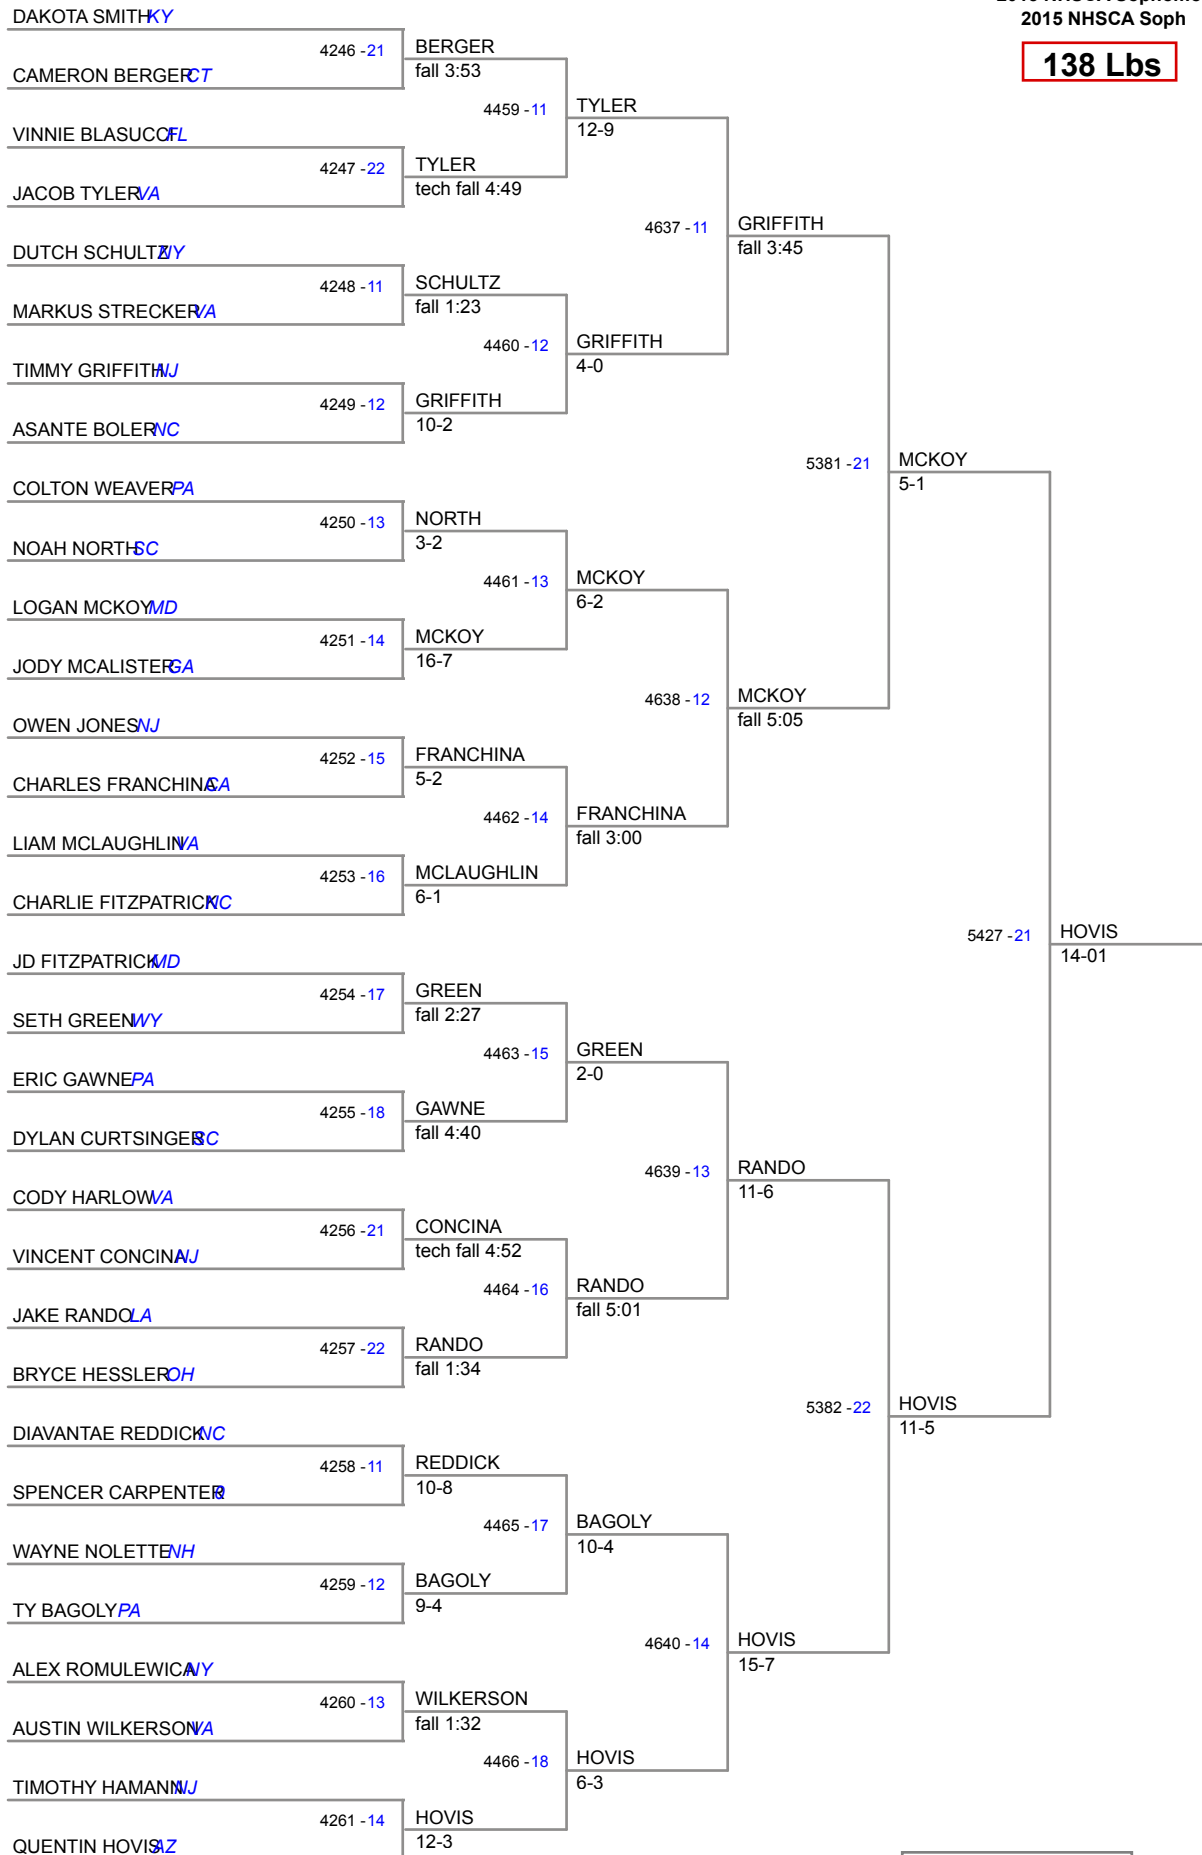 2015 NHSCA Soph
138 Lbs
DAKOTA SMITH KY
4246 - 21
BERGER
fall 3:53
CAMERON BERGER CT
4459 - 11
TYLER
12-9
VINNIE BLASUCCI FL
4247 - 22
TYLER
tech fall 4:49
JACOB TYLER VA
4637 - 11
GRIFFITH
fall 3:45
DUTCH SCHULTZ NY
4248 - 11
SCHULTZ
fall 1:23
MARKUS STRECKER VA
4460 - 12
GRIFFITH
4-0
TIMMY GRIFFITH NJ
4249 - 12
GRIFFITH
10-2
ASANTE BOLER NC
5381 - 21
MCKOY
5-1
COLTON WEAVER PA
4250 - 13
NORTH
3-2
NOAH NORTH SC
4461 - 13
MCKOY
6-2
LOGAN MCKOY MD
4251 - 14
MCKOY
16-7
JODY MCALISTER GA
4638 - 12
MCKOY
fall 5:05
OWEN JONES NJ
4252 - 15
FRANCHINA
5-2
CHARLES FRANCHINA CA
4462 - 14
FRANCHINA
fall 3:00
LIAM MCLAUGHLIN VA
4253 - 16
MCLAUGHLIN
6-1
CHARLIE FITZPATRICK NC
5427 - 21
HOVIS
14-01
JD FITZPATRICK MD
4254 - 17
GREEN
fall 2:27
SETH GREEN WY
4463 - 15
GREEN
2-0
ERIC GAWNE PA
4255 - 18
GAWNE
fall 4:40
DYLAN CURTSINGER SC
4639 - 13
RANDO
11-6
CODY HARLOW VA
4256 - 21
CONCINA
tech fall 4:52
VINCENT CONCINA NJ
4464 - 16
RANDO
fall 5:01
JAKE RANDO LA
4257 - 22
RANDO
fall 1:34
BRYCE HESSLER OH
5382 - 22
HOVIS
11-5
DIAVANTAE REDDICK NC
4258 - 11
REDDICK
10-8
SPENCER CARPENTER
4465 - 17
BAGOLY
10-4
WAYNE NOLETTE NH
4259 - 12
BAGOLY
9-4
TY BAGOLY PA
4640 - 14
HOVIS
15-7
ALEX ROMULEWICA NY
4260 - 13
WILKERSON
fall 1:32
AUSTIN WILKERSON VA
4466 - 18
HOVIS
6-3
TIMOTHY HAMANN NJ
4261 - 14
HOVIS
12-3
QUENTIN HOVIS AZ